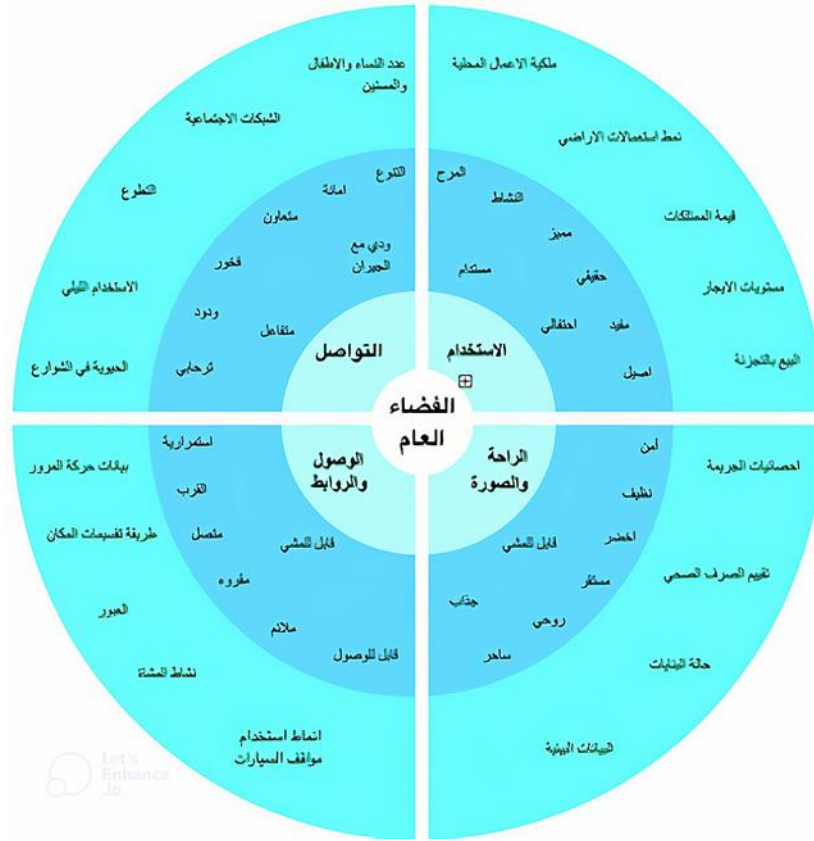 ملكية الاعمال المحلية
نمط استعمالات الاراضي
قيمة الممتلكات
مستويات الايجار
البيع بالتجزئة
المرح
النشاط
مميز
مستدام
حقيقي
احتفالي
مفيد
اصيل
الاستخدام
عدد النساء والاطفال
والمسنين
الشبكات الاجتماعية
التطوع
الاستخدام الليلي
الحيوية في الشوارع
التنوع
امانة
متعاون
ودي مع
الجيران
فخور
ودود
متفاعل
ترحابي
التواصل
الفضاء
العام
الراحة
والصورة
امن
نظيف
اخضر
قابل للمشي
مستقر
جذاب
روحي
ساحر
احصائيات الجريمة
تقييم الصرف الصحي
حالة البنايات
البيانات البيئية
الوصول
والروابط
استمرارية
القرب
متصل
قابل للمشي
مقروه
ملائم
قابل للوصول
بيانات حركة المرور
طريقة تقسيمات المكان
العبور
نشاط المشاة
انماط استخدام
مواقف السيارات
Let's
Enhance
.io